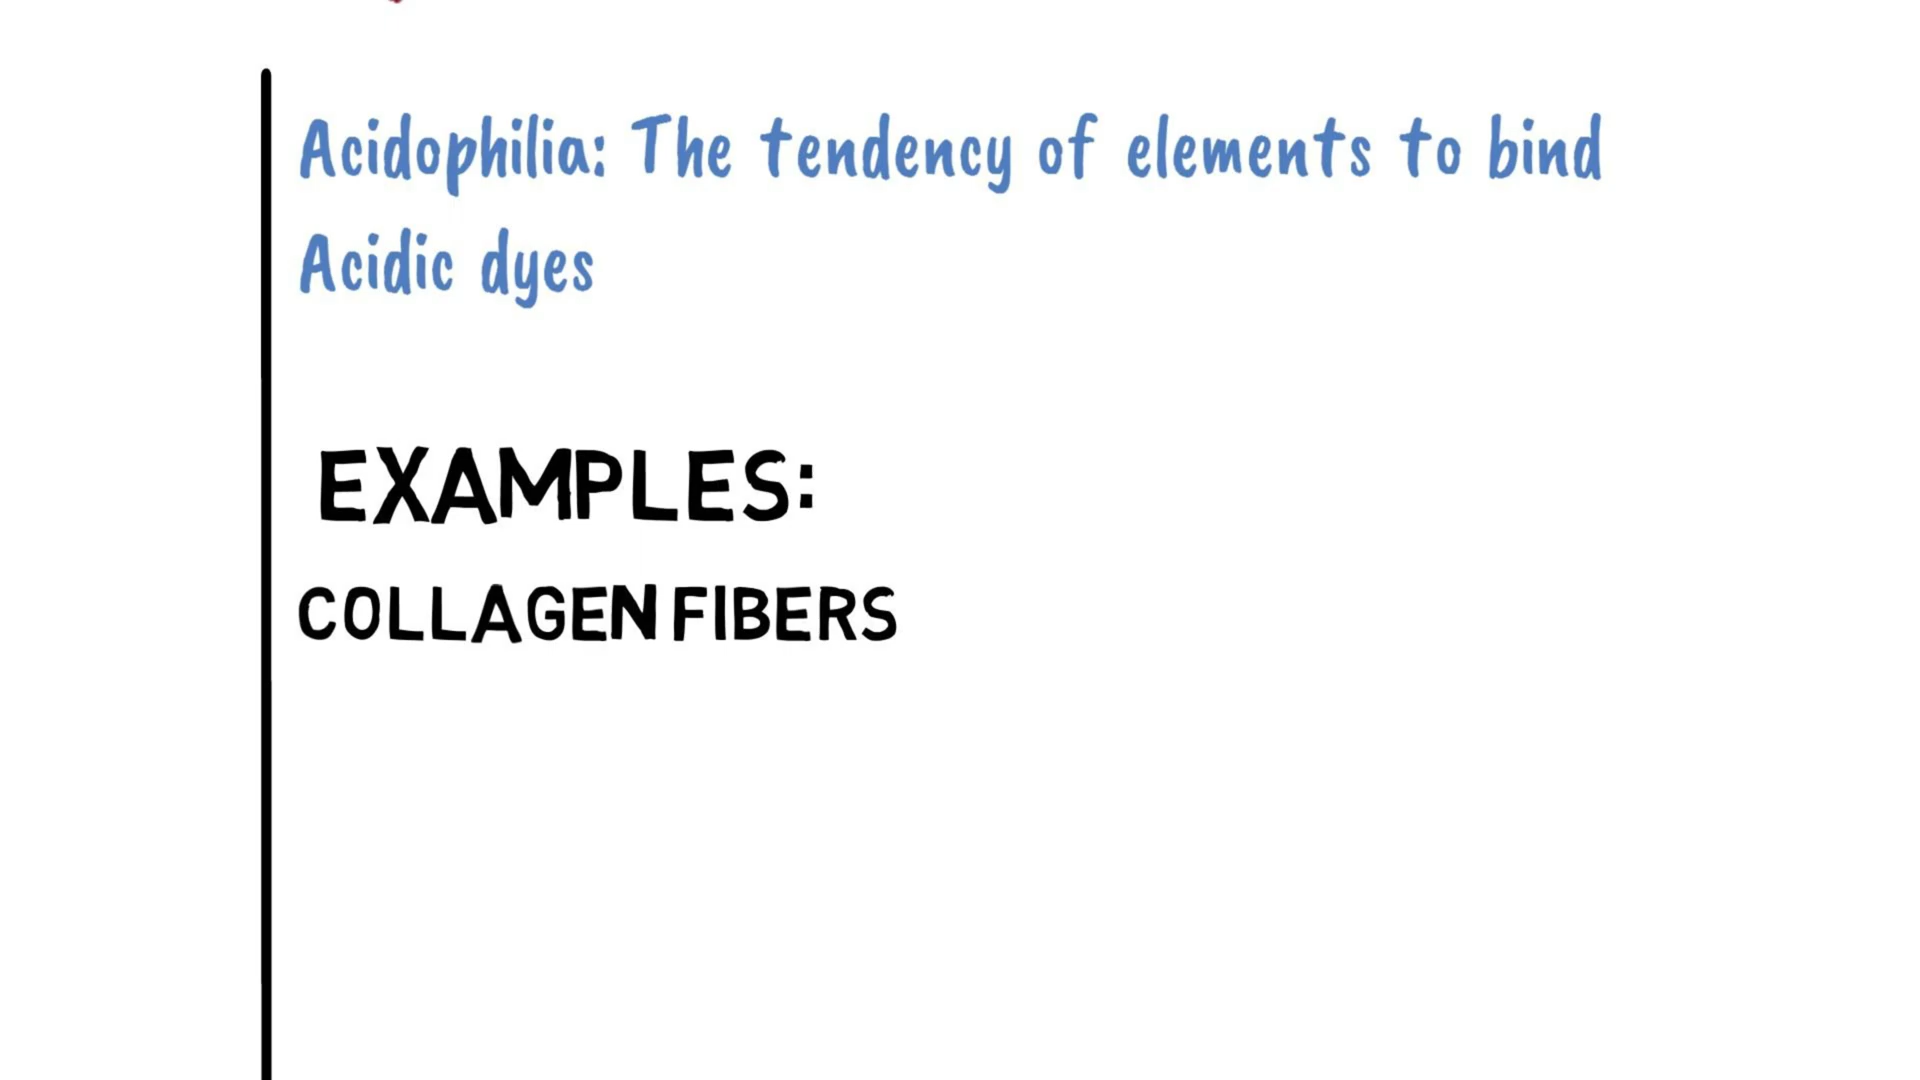 Acidophilia: The tendency of elements to bind
Acidic dyes
EXAMPLES:
COLLAGEN FIBERS